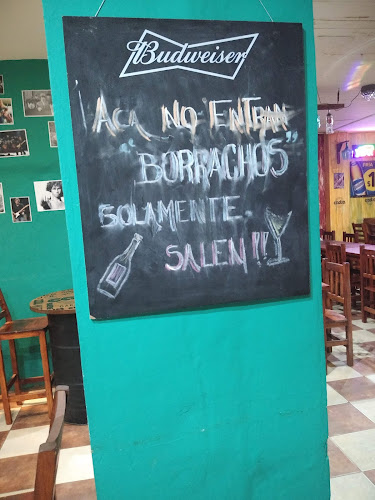 Budweiser
¡ACA NO ENTRAN
"BORRACHOS"
SOLAMENTE.
SALEN!!